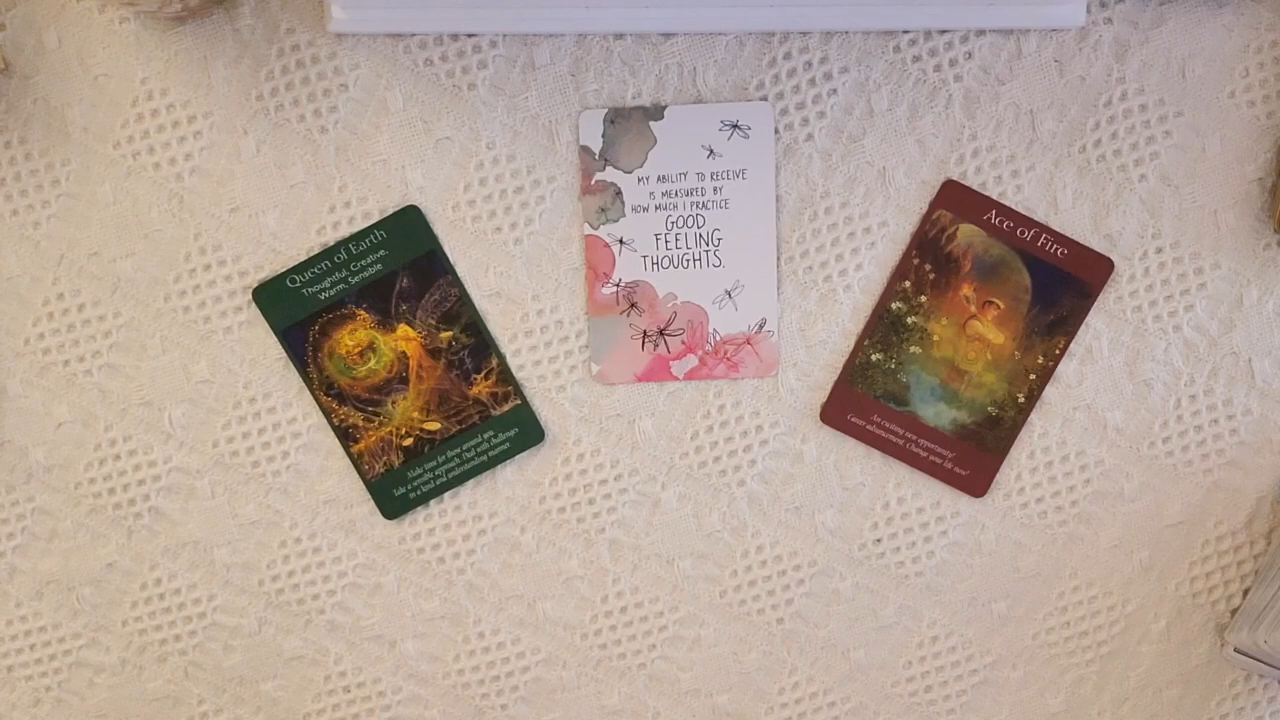 Queen of Earth
Thoughtful, Creative,
Warm, Sensible
Make time for those around you.
Take a sensible approach. Deal with challenges
in a kind and understanding manner.
MY ABILITY TO RECEIVE
IS MEASURED BY
HOW MUCH I PRACTICE
GOOD
FEELING
THOUGHTS.
Ace of Fire
An exciting new opportunity!
Career advancement. Change your life now!